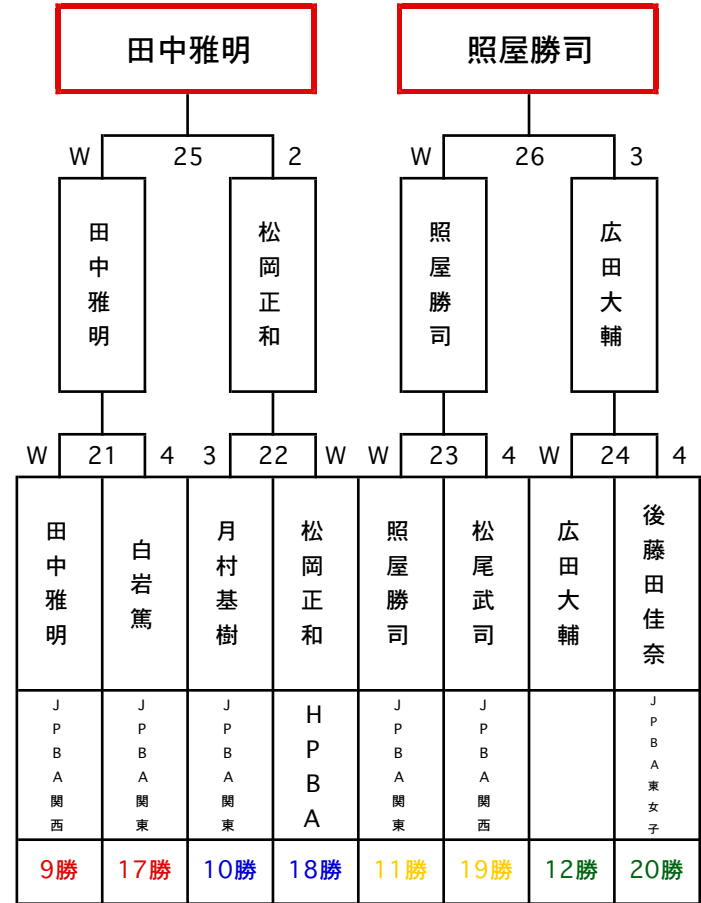 田中雅明
照屋勝司
W 25 2
W 26 3
田中雅明
松岡正和
照屋勝司
広田大輔
W 21 4
3 22 W
W 23 4
W 24 4
田中雅明
白岩篤
月村基樹
松岡正和
照屋勝司
松尾武司
広田大輔
後藤田佳奈
JPBA関西
JPBA関東
JPBA関東
HPBA
JPBA関東
JPBA関西
JPBA東女子
9勝
17勝
10勝
18勝
11勝
19勝
12勝
20勝